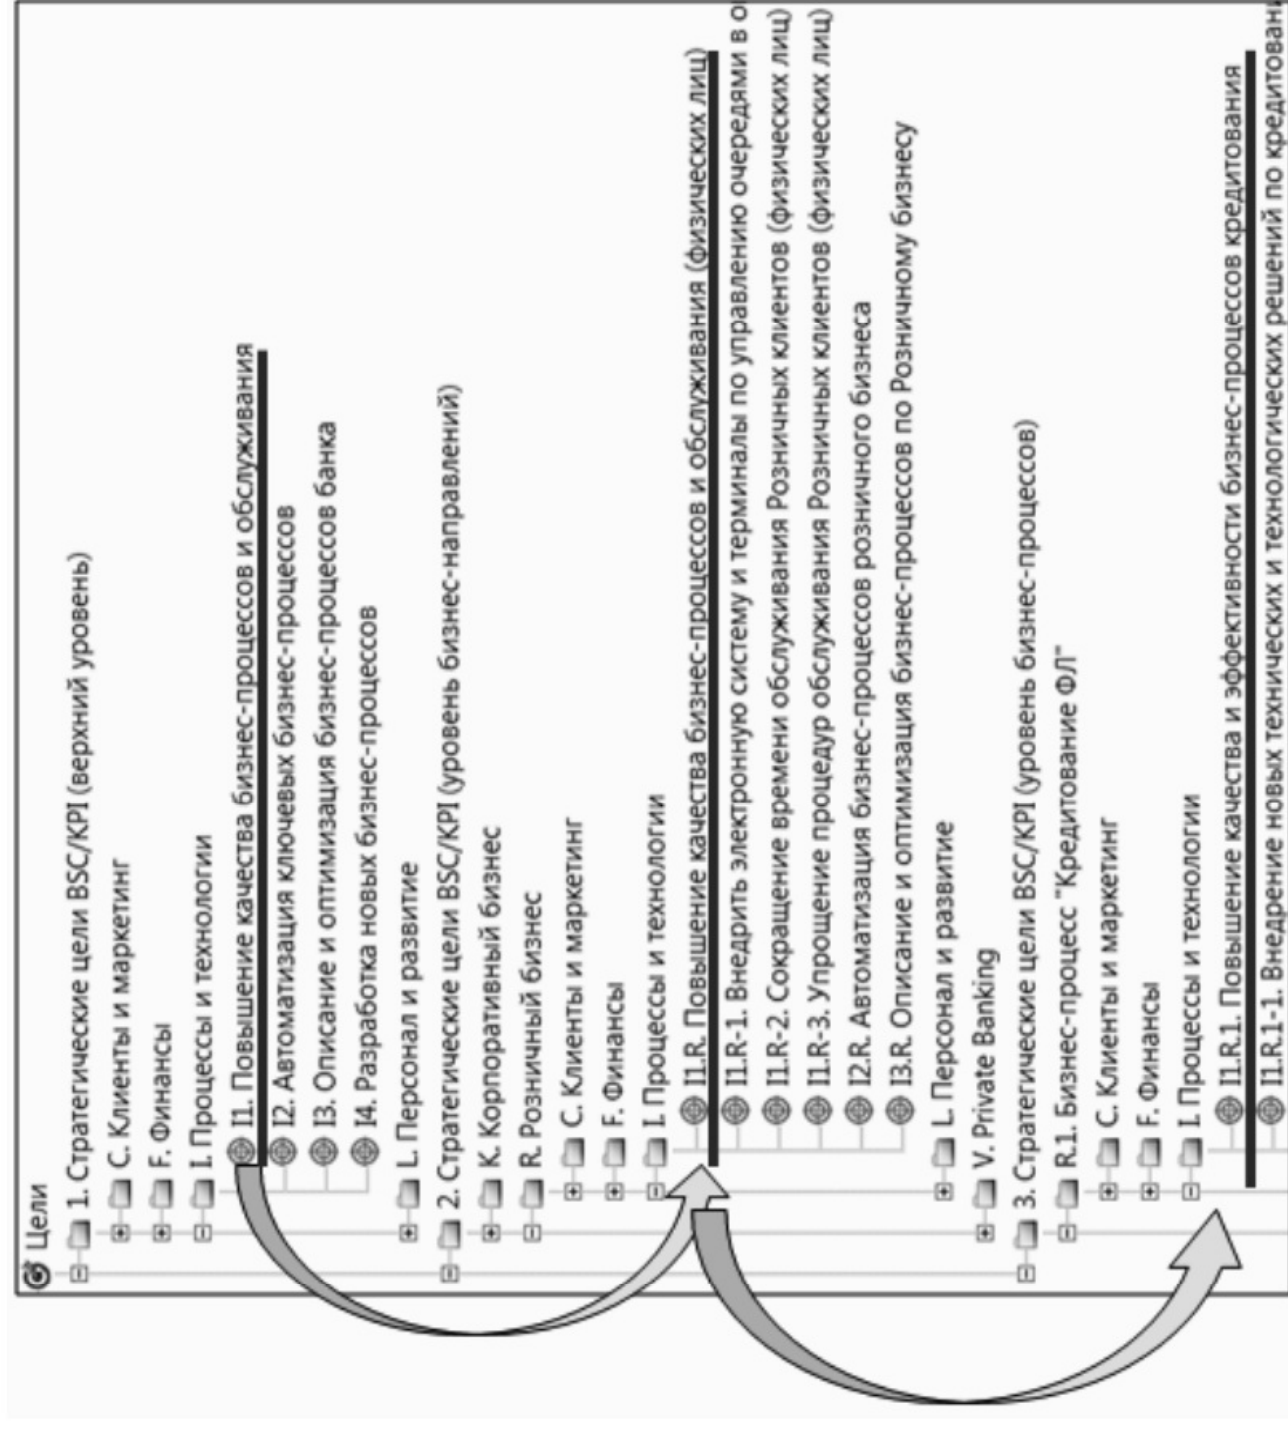 Цели
1. Стратегические цели BSC/KPI (верхний уровень)
C. Клиенты и маркетинг
F. Финансы
I. Процессы и технологии
I1. Повышение качества бизнес-процессов и обслуживания
I2. Автоматизация ключевых бизнес-процессов
I3. Описание и оптимизация бизнес-процессов банка
I4. Разработка новых бизнес-процессов
L. Персонал и развитие
2. Стратегические цели BSC/KPI (уровень бизнес-направлений)
K. Корпоративный бизнес
R. Розничный бизнес
C. Клиенты и маркетинг
F. Финансы
I. Процессы и технологии
I1.R. Повышение качества бизнес-процессов и обслуживания (физических лиц)
I1.R-1. Внедрить электронную систему и терминалы по управлению очередями в о
I1.R-2. Сокращение времени обслуживания Розничных клиентов (физических лиц)
I1.R-3. Упрощение процедур обслуживания Розничных клиентов (физических лиц)
I2.R. Автоматизация бизнес-процессов розничного бизнеса
I3.R. Описание и оптимизация бизнес-процессов по Розничному бизнесу
L. Персонал и развитие
V. Private Banking
3. Стратегические цели BSC/KPI (уровень бизнес-процессов)
R.1. Бизнес-процесс "Кредитование ФЛ"
C. Клиенты и маркетинг
F. Финансы
I. Процессы и технологии
I1.R1. Повышение качества и эффективности бизнес-процессов кредитования
I1.R1-1. Внедрение новых технических и технологических решений по